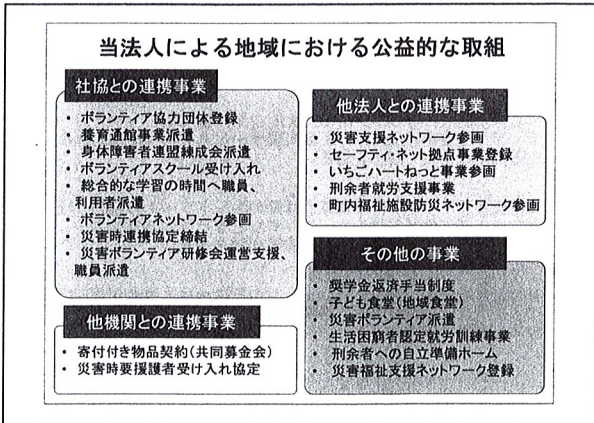 当法人による地域における公益的な取組
社協との連携事業
・ ボランティア協力団体登録
・ 養育通館事業派遣
・ 身体障害者連盟練成会派遣
・ ボランティアスクール受け入れ
・ 総合的な学習の時間へ職員、
利用者派遣
・ ボランティアネットワーク参画
・ 災害時連携協定締結
・ 災害ボランティア研修会運営支援、
職員派遣
他機関との連携事業
・ 寄付付き物品契約(共同募金会)
・ 災害時要援護者受け入れ協定
他法人との連携事業
・ 災害支援ネットワーク参画
・ セーフティ・ネット拠点事業登録
・ いちごハートねっと事業参画
・ 刑余者就労支援事業
・ 町内福祉施設防災ネットワーク参画
その他の事業
・ 奨学金返済手当制度
・ 子ども食堂(地域食堂)
・ 災害ボランティア派遣
・ 生活困窮者認定就労訓練事業
・ 刑余者への自立準備ホーム
・ 災害福祉支援ネットワーク登録